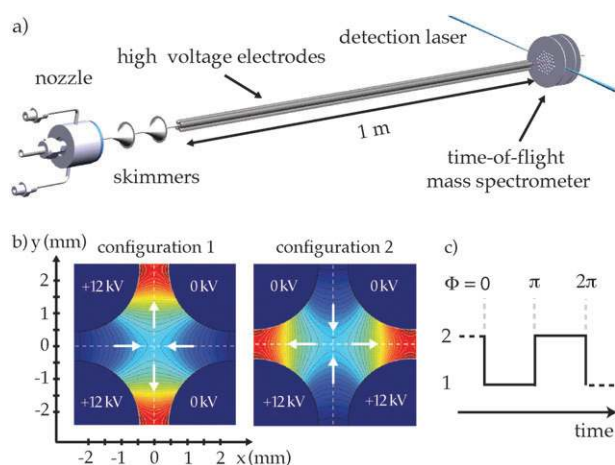 a)
nozzle
high voltage electrodes
detection laser
1 m
skimmers
time-of-flight
mass spectrometer
b) y (mm)
configuration 1
configuration 2
c)
2
1
0
-1
-2
+12 kV
0 kV
+12 kV
0 kV
0 kV
0 kV
+12 kV
+12 kV
-2 -1 0 1 2 x (mm)
Φ = 0 π 2π
2
1
time